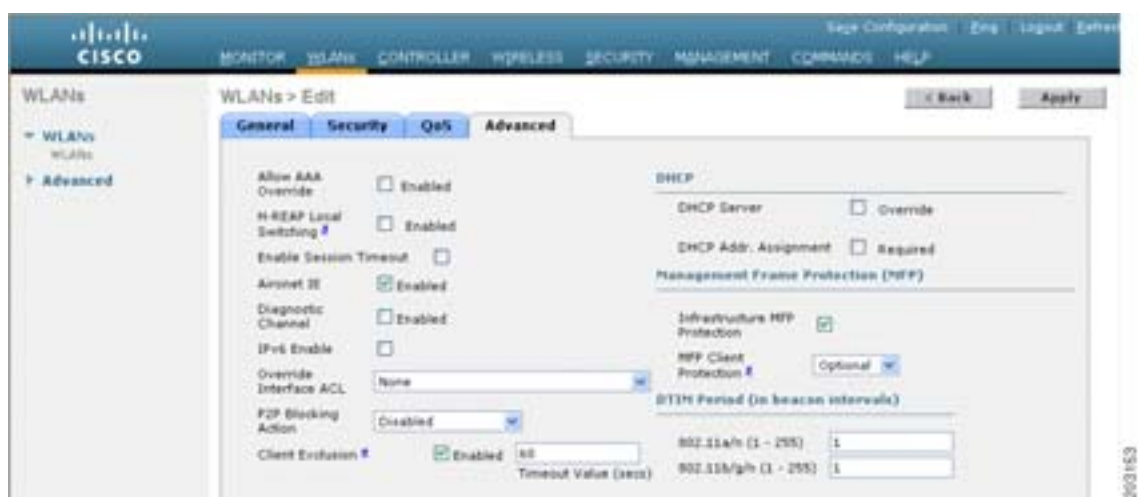 Save Configuration Ping Logout Refresh
CISCO
MONITOR WLANs CONTROLLER WIRELESS SECURITY MANAGEMENT COMMANDS HELP
WLANs
WLANs > Edit
< Back
Apply
General Security QoS Advanced
WLANs
WLANs
Advanced
Allow AAA
Override
Enabled
H-REAP Local
Switching
Enabled
Enable Session Timeout
Aironet IE
Enabled
Diagnostic
Channel
Enabled
IPv6 Enable
Override
Interface ACL
None
P2P Blocking
Action
Disabled
Client Exclusion
Enabled
60
Timeout Value (secs)
DHCP
DHCP Server
Override
DHCP Addr. Assignment
Required
Management Frame Protection (MFP)
Infrastructure MFP
Protection
MFP Client
Protection
Optional
DTIM Period (in beacon intervals)
802.11a/n (1 - 255) 1
802.11b/g/n (1 - 255) 1